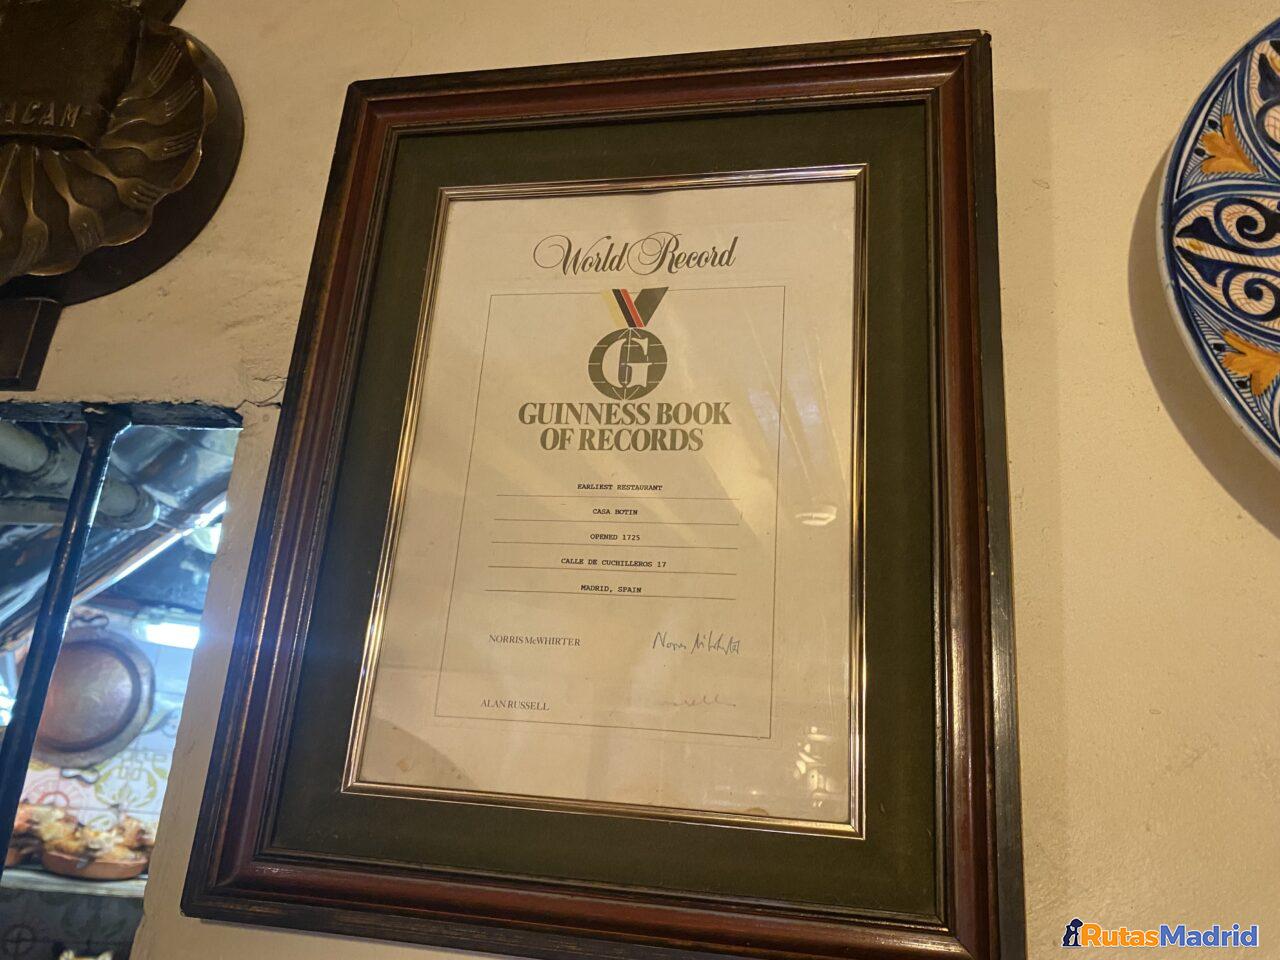 World Record
G
GUINNESS BOOK
OF RECORDS
EARLIEST RESTAURANT
CASA BOTIN
OPENED 1725
CALLE DE CUCHILLEROS 17
MADRID, SPAIN
NORRIS McWHIRTER
ALAN RUSSELL
RutasMadrid